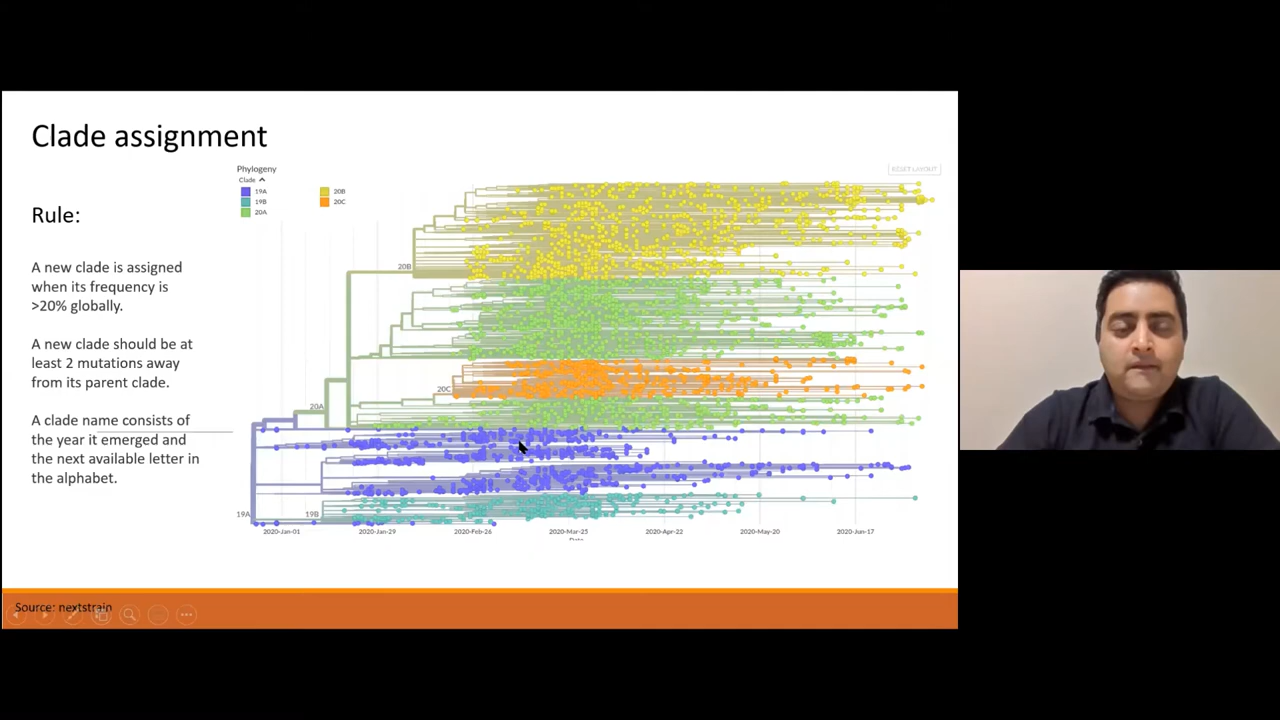 Clade assignment
Phylogeny
Clade
RESET LAYOUT
19A
20B
19B
20C
20A
Rule:
A new clade is assigned
when its frequency is
>20% globally.
A new clade should be at
least 2 mutations away
from its parent clade.
A clade name consists of
the year it emerged and
the next available letter in
the alphabet.
20B
20C
20A
19A
19B
2020-Jan-01
2020-Jan-29
2020-Feb-26
2020-Mar-25
2020-Apr-22
2020-May-20
2020-Jun-17
Source: nextstrain